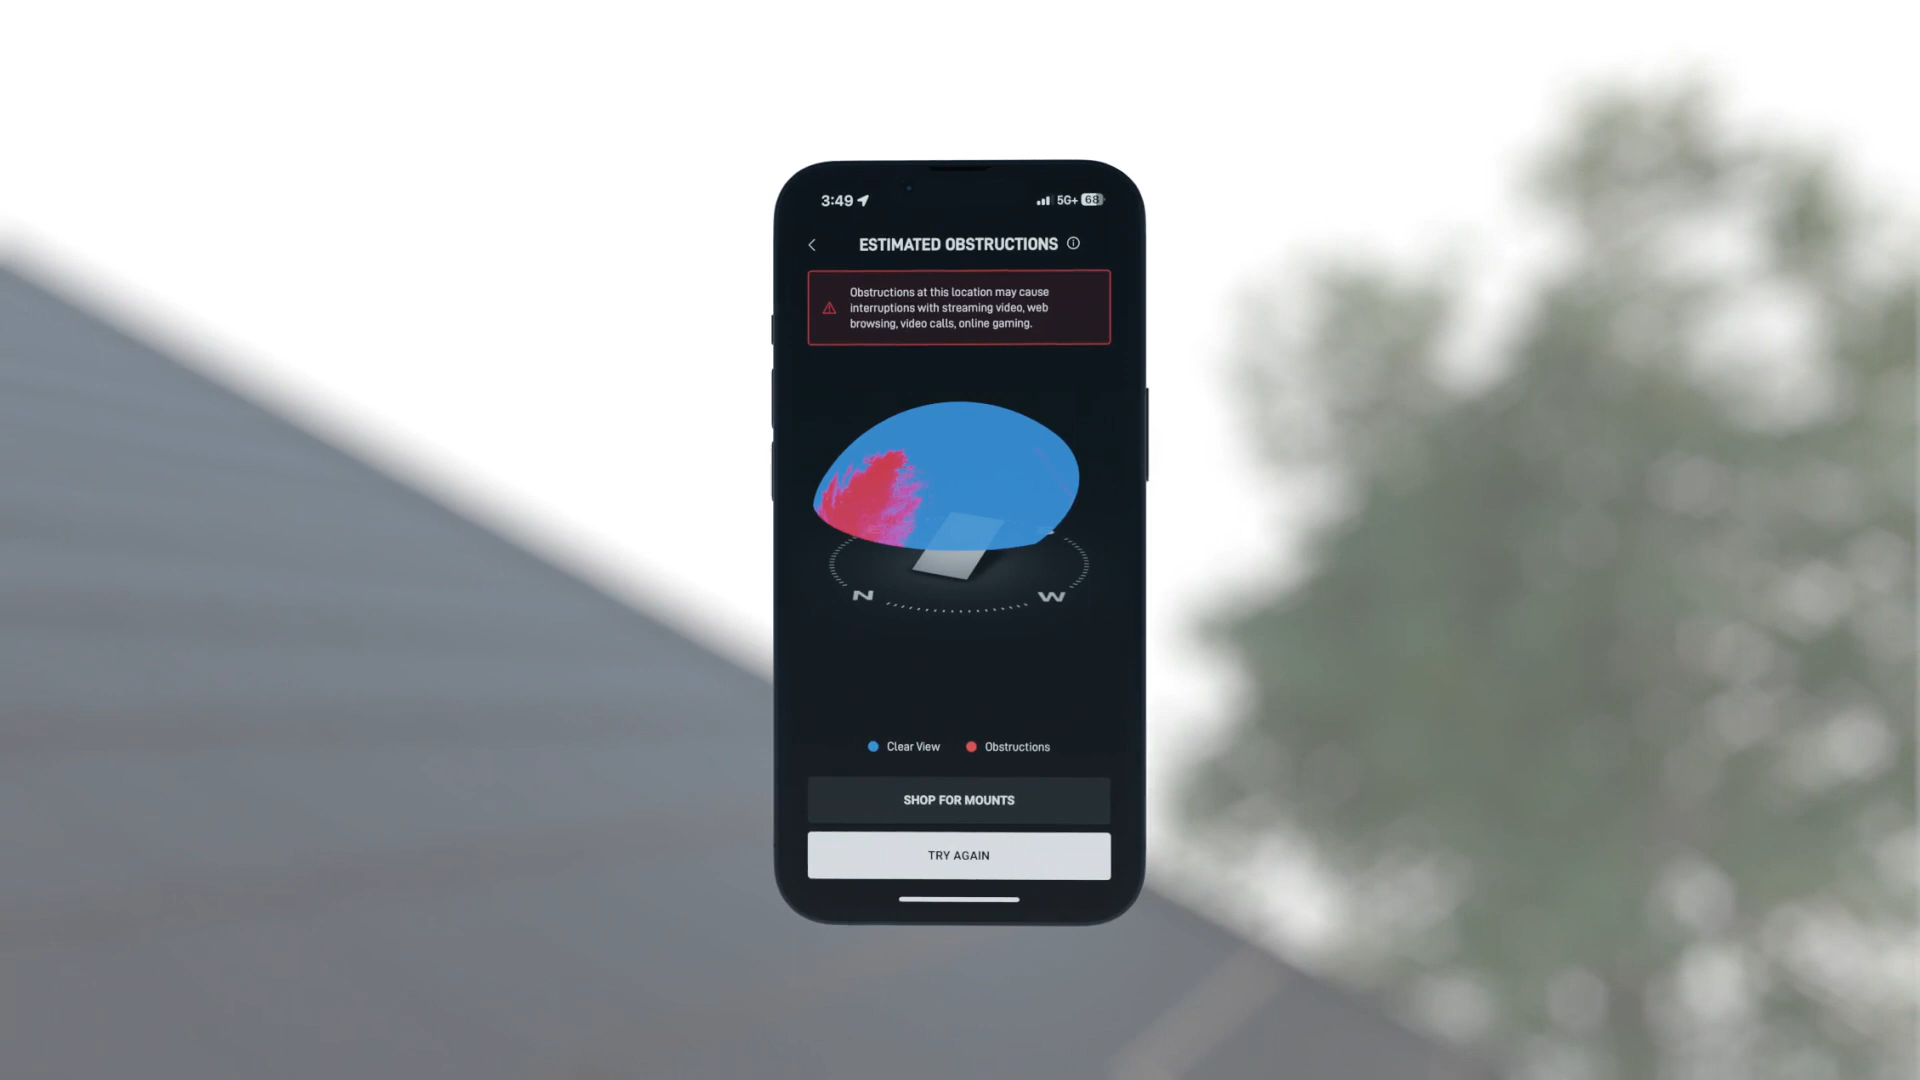 3:49
5G+ 68
ESTIMATED OBSTRUCTIONS
Obstructions at this location may cause
interruptions with streaming video, web
browsing, video calls, online gaming.
N
W
Clear View
Obstructions
SHOP FOR MOUNTS
TRY AGAIN